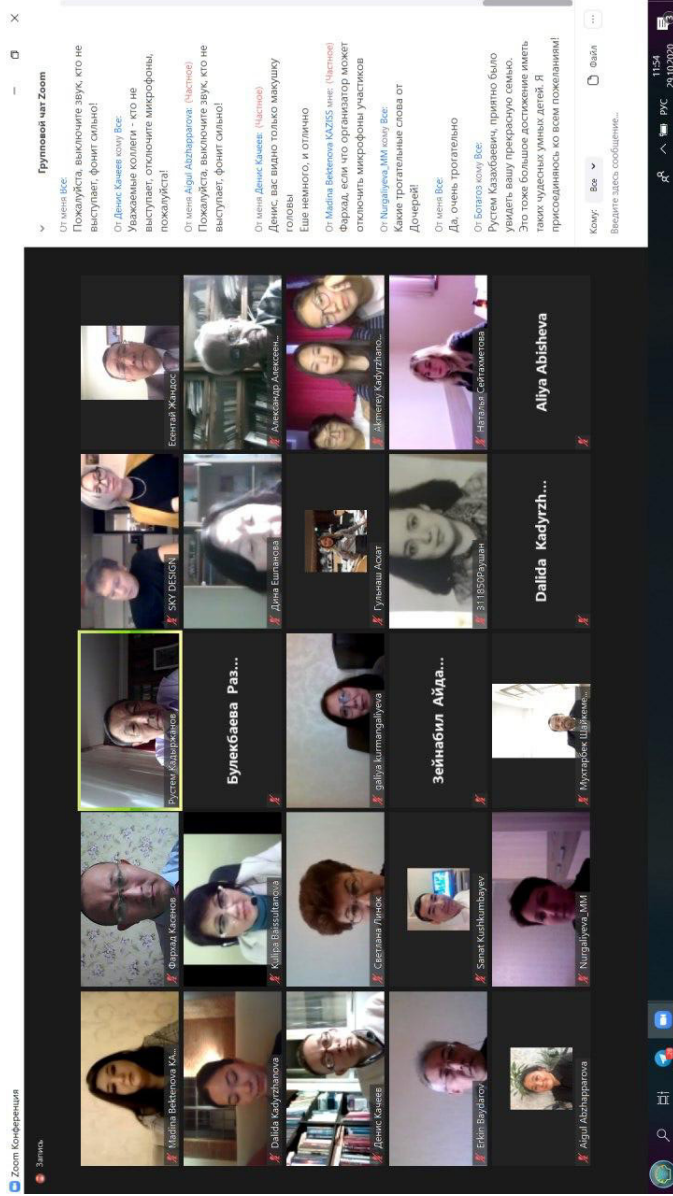 Zoom Конференция
Запись
Madina Bektenova KA...
Фархад Касенов
Рустем Кадыржанов
SKY DESIGN
Есентай Жандос
Dalida Kadyrzhanova
Kulipa Baissultanova
Булекбаева Раз...
Дина Ешпанова
Александр Алексеен...
Денис Качеев
Светлана Линок
galiya kurmangaliyeva
Гульнаш Асхат
Akmerey Kadyrzhano...
Erkin Baydarov
Sanat Kushkumbayev
Зейнабил Айда...
311850Раушан
Наталья Сейтахметова
Aigul Abzhapparova
Nurgaliyeva_MM
Мухтарбек Шайкеме...
Dalida Kadyrzh...
Aliya Abisheva
Групповой чат Zoom
От меня Все:
Пожалуйста, выключите звук, кто не
выступает, фонит сильно!
От Денис Качеев кому Все:
Уважаемые коллеги - кто не
выступает, отключите микрофоны,
пожалуйста!
От меня Aigul Abzhapparova: (Частное)
Пожалуйста, выключите звук, кто не
выступает, фонит сильно!
От меня Денис Качеев: (Частное)
Денис, вас видно только макушку
головы
Еше немного, и отлично
От Madina Bektenova KAZISS мне: (Частное)
Фархад, если что организатор может
отключить микрофоны участиков
От Nurgaliyeva_MM кому Все:
Какие трогательные слова от
Дочерей!
От меня Все:
Да, очень трогательно
От Ботагоз кому Все:
Рустем Казахбаевич, приятно было
увидеть вашу прекрасную семью.
Это тоже большое достижение иметь
таких чудесных умных детей. Я
присоединяюсь ко всем пожеланиям!
Кому: Все
Файл
Введите здесь сообщение...
РУС
11:54
29.10.2020
3